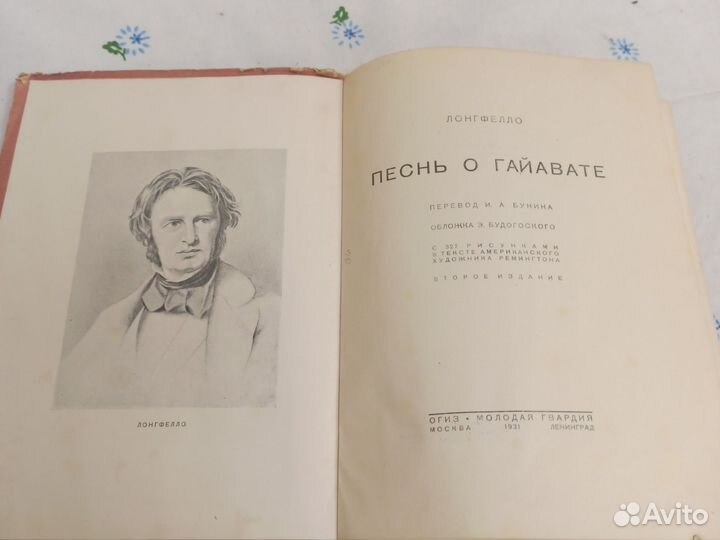 ЛОНГФЕЛЛО
ЛОНГФЕЛЛО
ПЕСНЬ О ГАЙАВАТЕ
ПЕРЕВОД И. А. БУНИНА
ОБЛОЖКА Э. БУДОГОСКОГО
С 327 РИСУНКАМИ
В ТЕКСТЕ АМЕРИКАНСКОГО
ХУДОЖНИКА РЕМИНГТОНА
ВТОРОЕ ИЗДАНИЕ
ОГИЗ • МОЛОДАЯ ГВАРДИЯ
МОСКВА 1931 ЛЕНИНГРАД
Avito